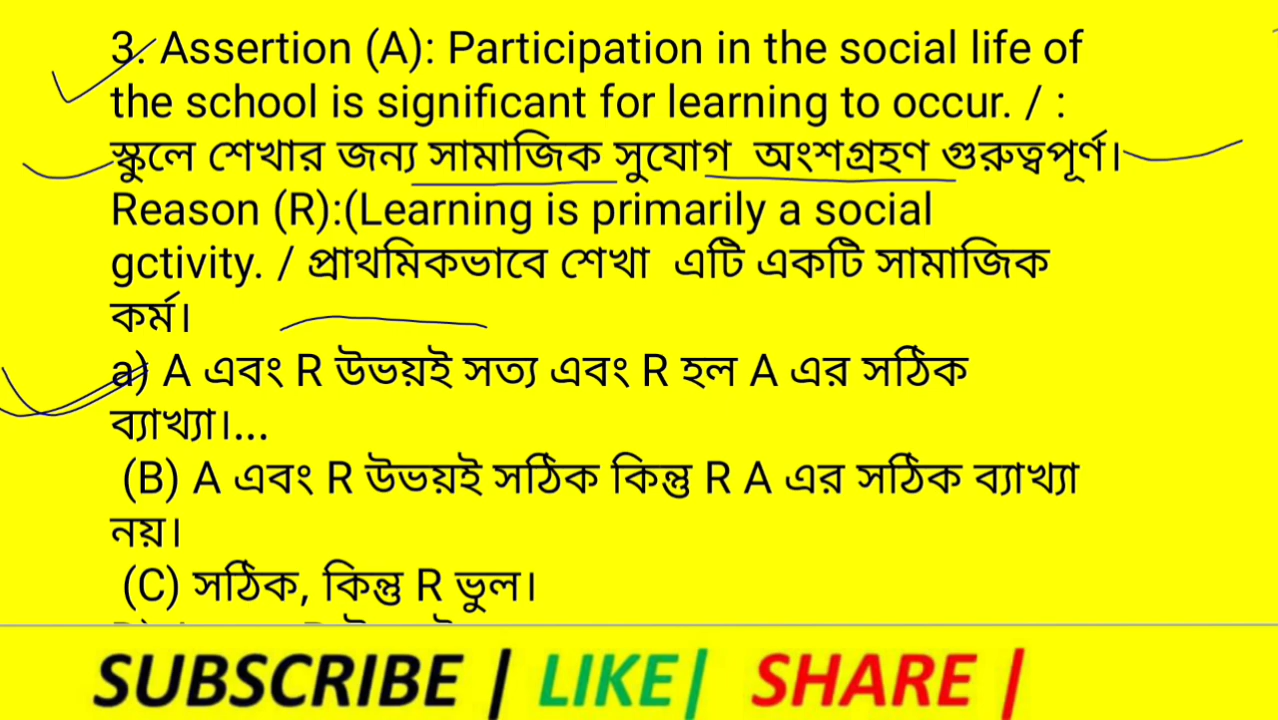 3. Assertion (A): Participation in the social life of
the school is significant for learning to occur. / :
স্কুলে শেখার জন্য সামাজিক সুযোগ অংশগ্রহণ গুরুত্বপূর্ণ।
Reason (R):(Learning is primarily a social
gctivity. / প্রাথমিকভাবে শেখা এটি একটি সামাজিক
কর্ম।
a) A এবং R উভয়ই সত্য এবং R হল A এর সঠিক
ব্যাখ্যা।...
(B) A এবং R উভয়ই সঠিক কিন্তু R A এর সঠিক ব্যাখ্যা
নয়।
(C) সঠিক, কিন্তু R ভুল।
SUBSCRIBE | LIKE| SHARE |